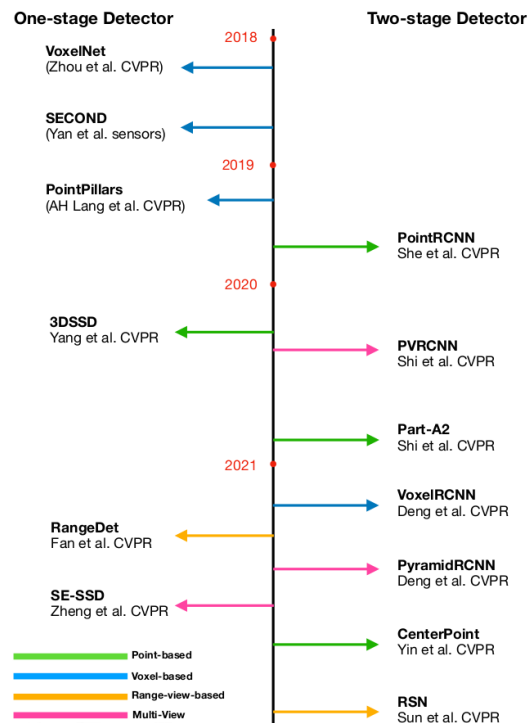 One-stage Detector
Two-stage Detector
2018
VoxelNet
(Zhou et al. CVPR)
SECOND
(Yan et al. sensors)
2019
PointPillars
(AH Lang et al. CVPR)
PointRCNN
She et al. CVPR
2020
3DSSD
Yang et al. CVPR
PVRCNN
Shi et al. CVPR
Part-A2
Shi et al. CVPR
2021
VoxelRCNN
Deng et al. CVPR
RangeDet
Fan et al. CVPR
PyramidRCNN
Deng et al. CVPR
SE-SSD
Zheng et al. CVPR
CenterPoint
Yin et al. CVPR
RSN
Sun et al. CVPR
Point-based
Voxel-based
Range-view-based
Multi-View